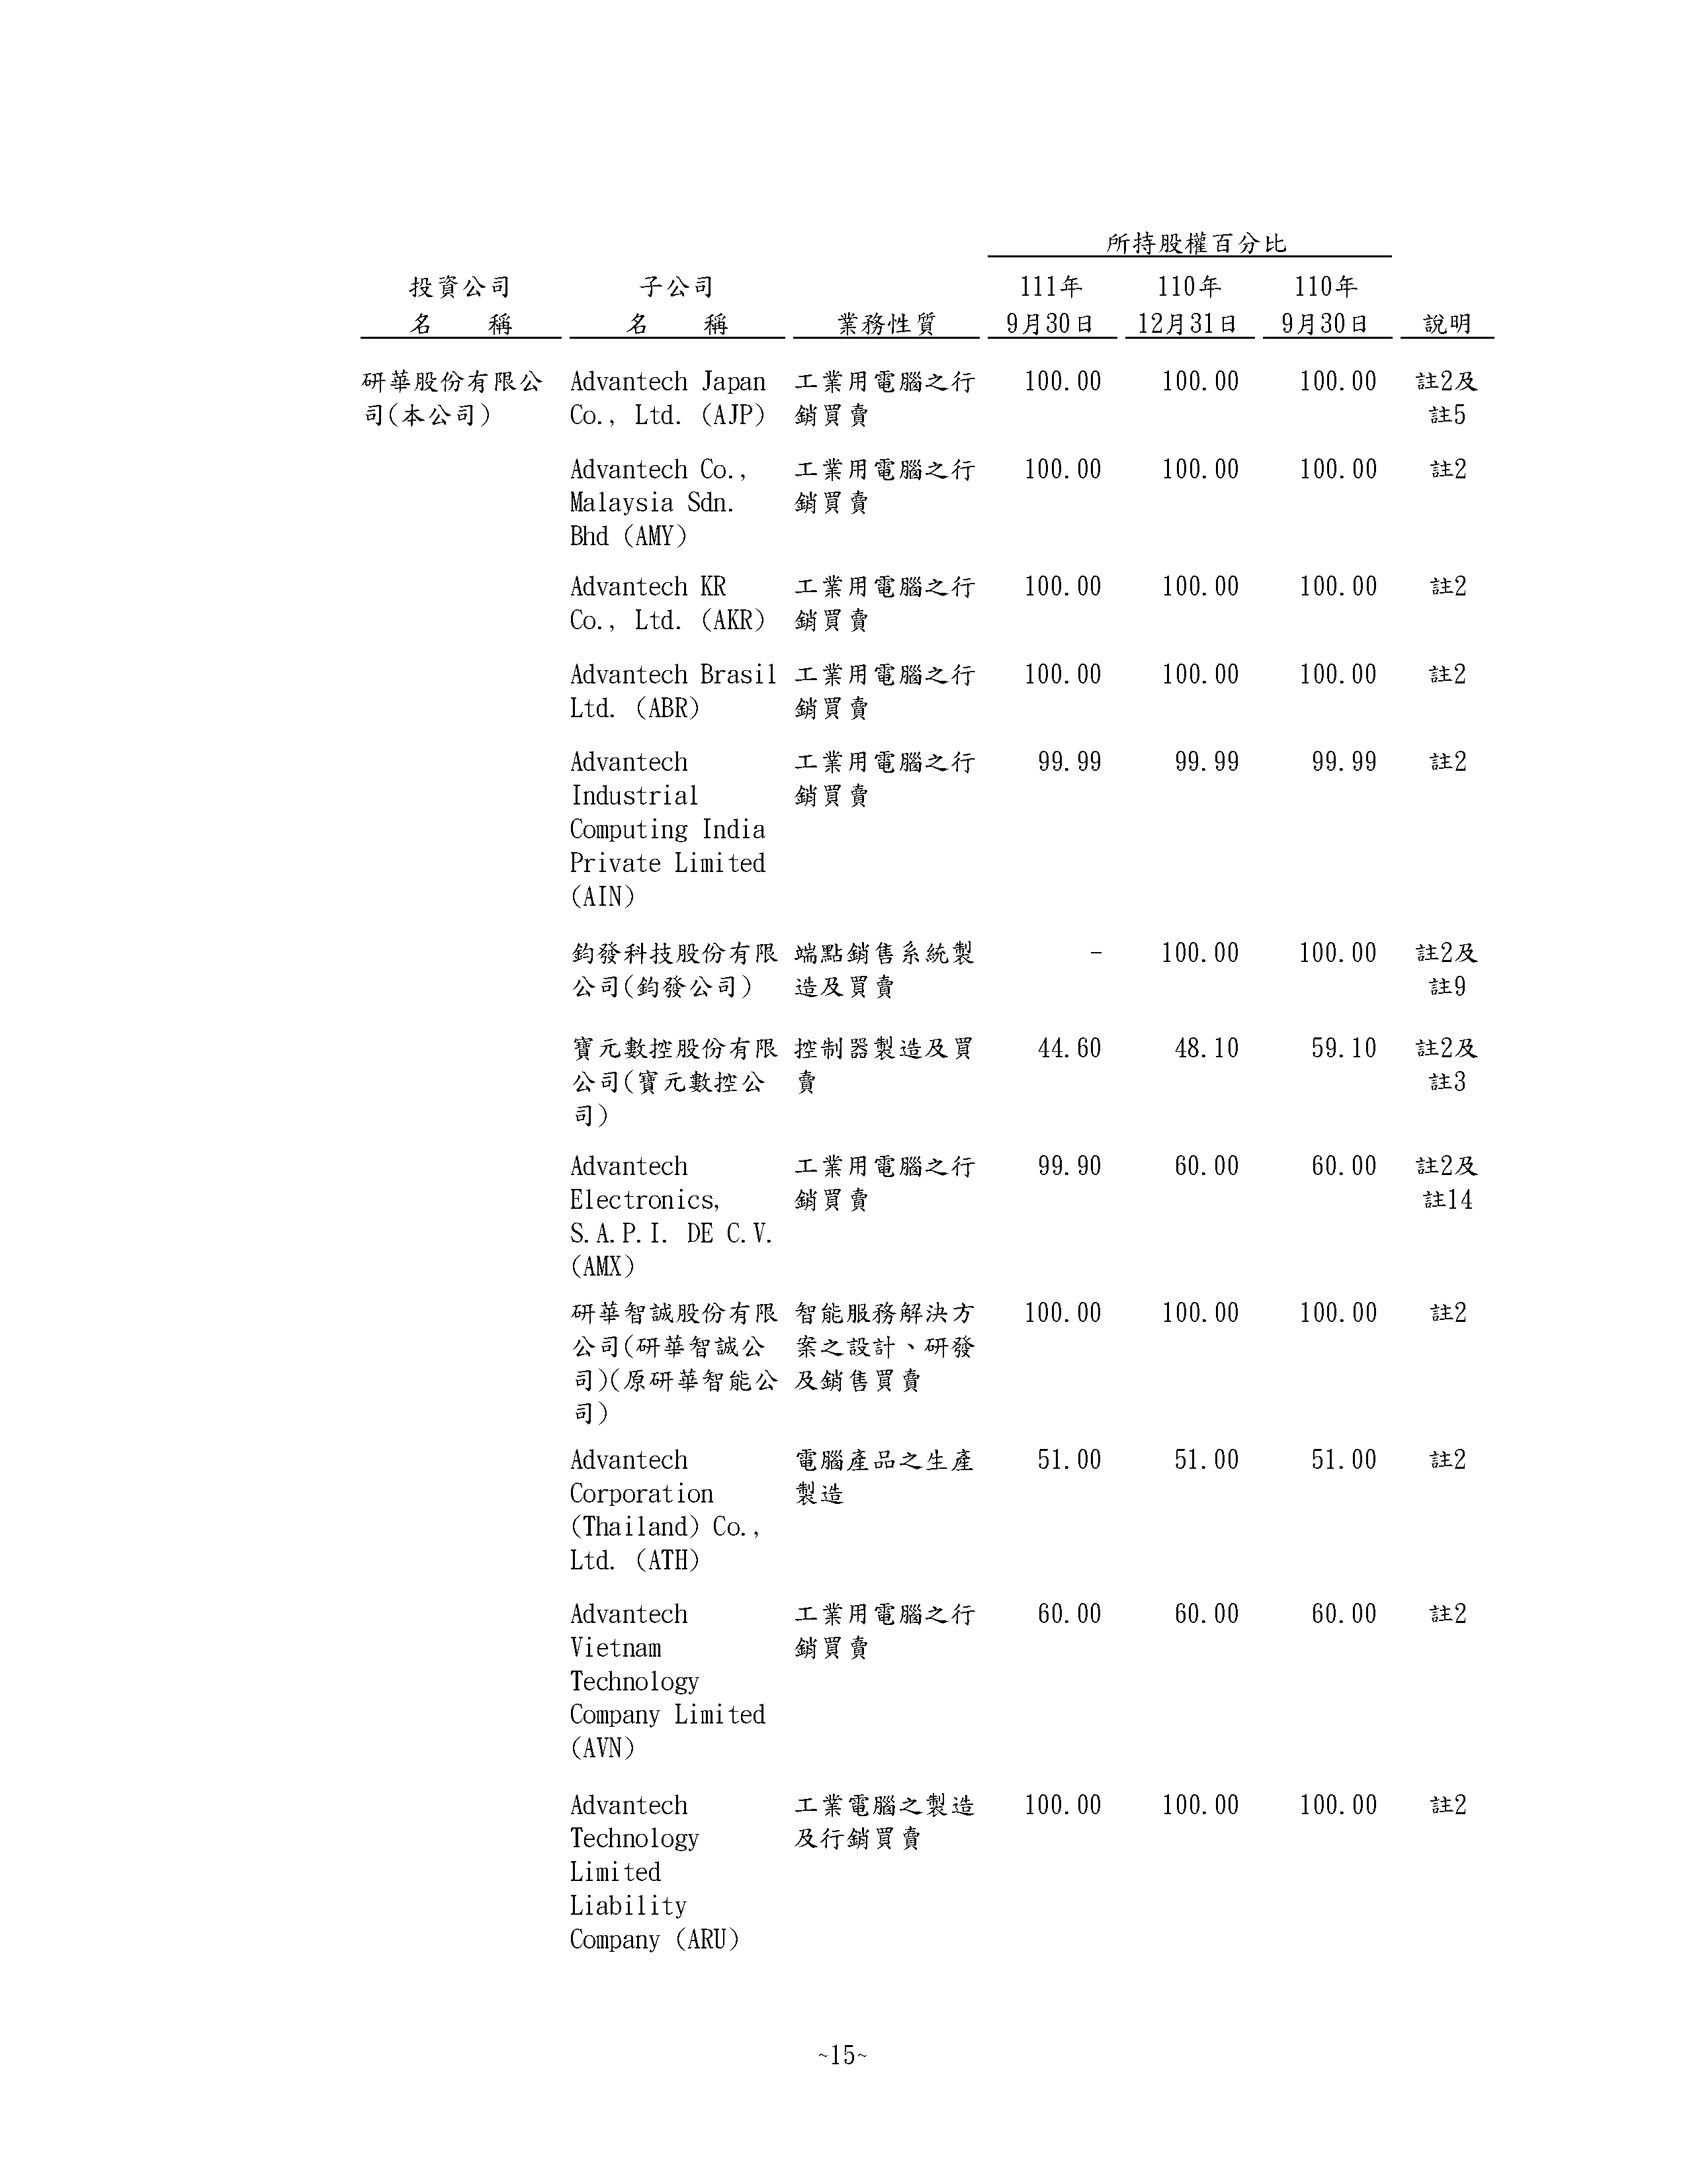 所持股權百分比
投資公司 子公司 111年 110年 110年
名 稱 名 稱 業務性質 9月30日 12月31日 9月30日 說明
研華股份有限公 Advantech Japan 工業用電腦之行 100.00 100.00 100.00 註2及
司(本公司) Co., Ltd. (AJP) 銷買賣 註5
Advantech Co., 工業用電腦之行 100.00 100.00 100.00 註2
Malaysia Sdn. 銷買賣
Bhd (AMY)
Advantech KR 工業用電腦之行 100.00 100.00 100.00 註2
Co., Ltd. (AKR) 銷買賣
Advantech Brasil 工業用電腦之行 100.00 100.00 100.00 註2
Ltd. (ABR) 銷買賣
Advantech 工業用電腦之行 99.99 99.99 99.99 註2
Industrial 銷買賣
Computing India
Private Limited
(AIN)
鈞發科技股份有限 端點銷售系統製 - 100.00 100.00 註2及
公司(鈞發公司) 造及買賣 註9
寶元數控股份有限 控制器製造及買 44.60 48.10 59.10 註2及
公司(寶元數控公 賣 註3
司)
Advantech 工業用電腦之行 99.90 60.00 60.00 註2及
Electronics, 銷買賣 註14
S.A.P.I. DE C.V.
(AMX)
研華智誠股份有限 智能服務解決方 100.00 100.00 100.00 註2
公司(研華智誠公 案之設計、研發
司)(原研華智能公 及銷售買賣
司)
Advantech 電腦產品之生產 51.00 51.00 51.00 註2
Corporation 製造
(Thailand) Co.,
Ltd. (ATH)
Advantech 工業用電腦之行 60.00 60.00 60.00 註2
Vietnam 銷買賣
Technology
Company Limited
(AVN)
Advantech 工業電腦之製造 100.00 100.00 100.00 註2
Technology 及行銷買賣
Limited
Liability
Company (ARU)
~15~